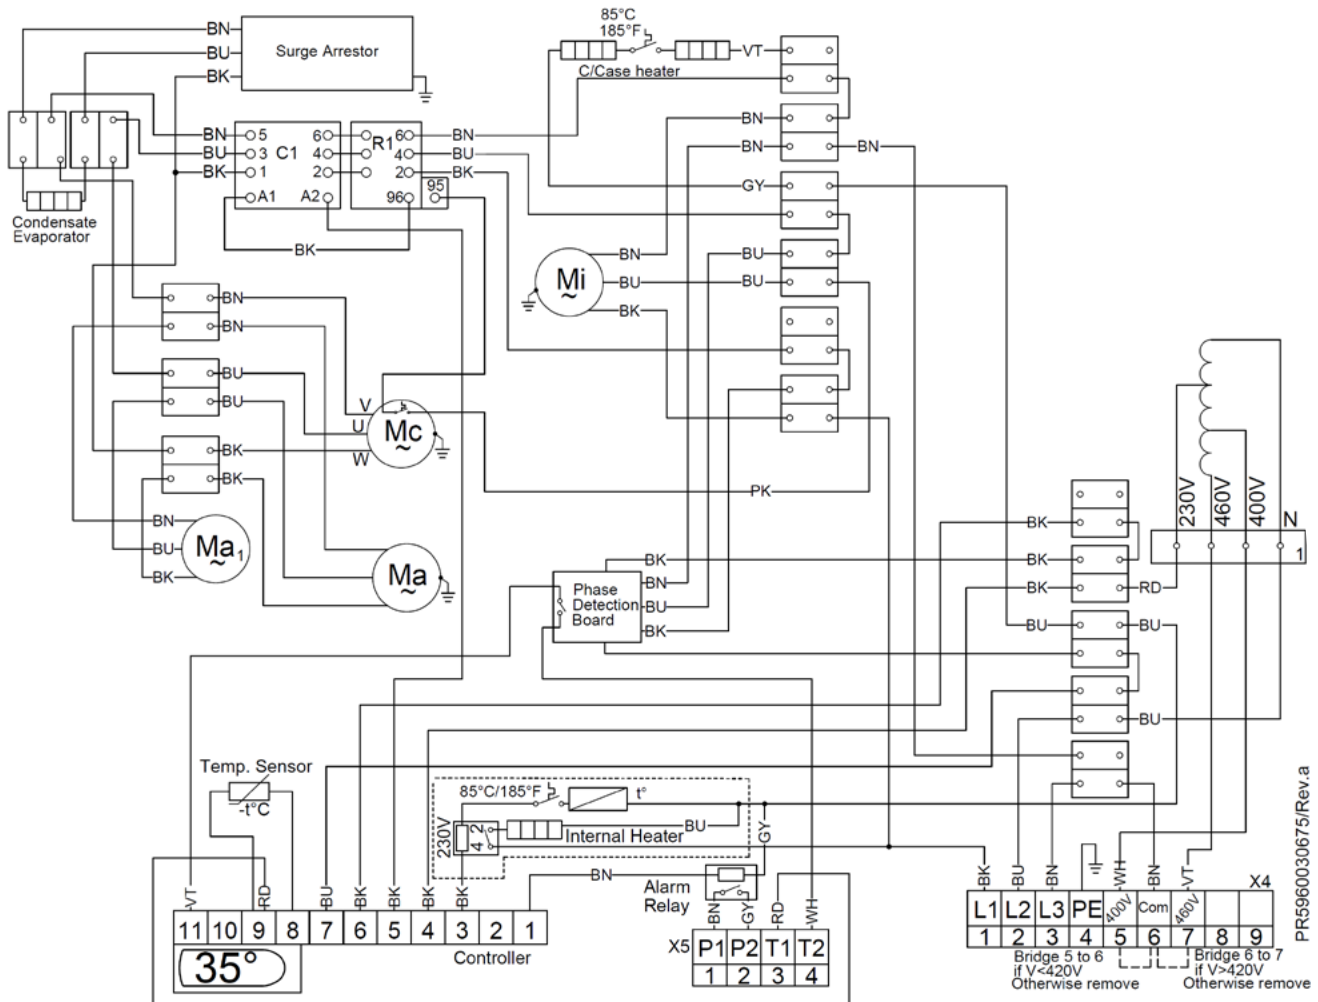 85°C
185°F
VT
C/Case heater
BN
BU
BK
Surge Arrestor
BN 5 6 6 BN
BU 3 C1 4 R1 4 BU
BK 1 2 2 BK
A1 A2 96 95
BK
Condensate
Evaporator
BN
BN BN
GY
BU
BU
Mi
~
BN
BU
BK
BN
BN
BU
BU
BK
BK
V
U
W
Mc
~
PK
BN
BU
BK
Ma1
~
Ma
~
Phase
Detection
Board
BK
BN
BU
BK
BK
BK
BK RD
BU BU
BU
230V
460V
400V
N
1
Temp. Sensor
-t°C
85°C/185°F
t°
230V
2
4
Internal Heater
BU
GY
BN
Alarm
Relay
VT RD BU BK BK BK BK
11 10 9 8 7 6 5 4 3 2 1
35°
Controller
BN GY RD WH
X5 P1 P2 T1 T2
1 2 3 4
BK BU BN WH BN VT
X4
L1 L2 L3 PE 400V Com 460V
1 2 3 4 5 6 7 8 9
Bridge 5 to 6
if V<420V
Otherwise remove
Bridge 6 to 7
if V>420V
Otherwise remove
PR5960030675/Rev.a